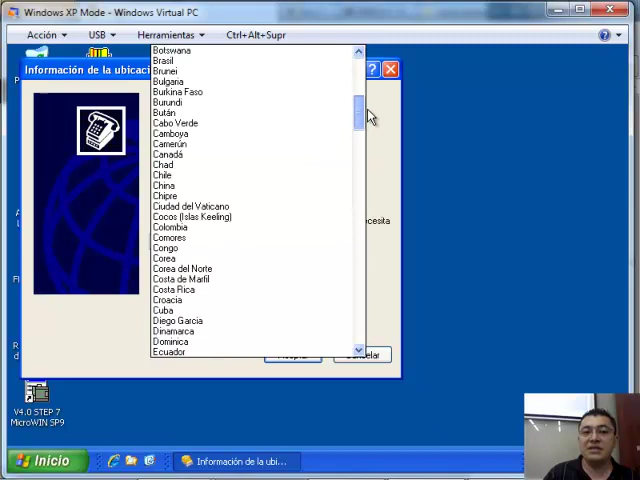 Windows XP Mode - Windows Virtual PC
Acción
USB
Herramientas
Ctrl+Alt+Supr
Información de la ubicaci
Botswana
Brasil
Brunei
Bulgaria
Burkina Faso
Burundi
Bután
Cabo Verde
Camboya
Camerún
Canadá
Chad
Chile
China
Chipre
Ciudad del Vaticano
Cocos (Islas Keeling)
Colombia
Comores
Congo
Corea
Corea del Norte
Costa de Marfil
Costa Rica
Croacia
Cuba
Diego Garcia
Dinamarca
Dominica
Ecuador
ecesita
Aceptar
Cancelar
V4.0 STEP 7
MicroWIN SP9
Inicio
Información de la ubi...